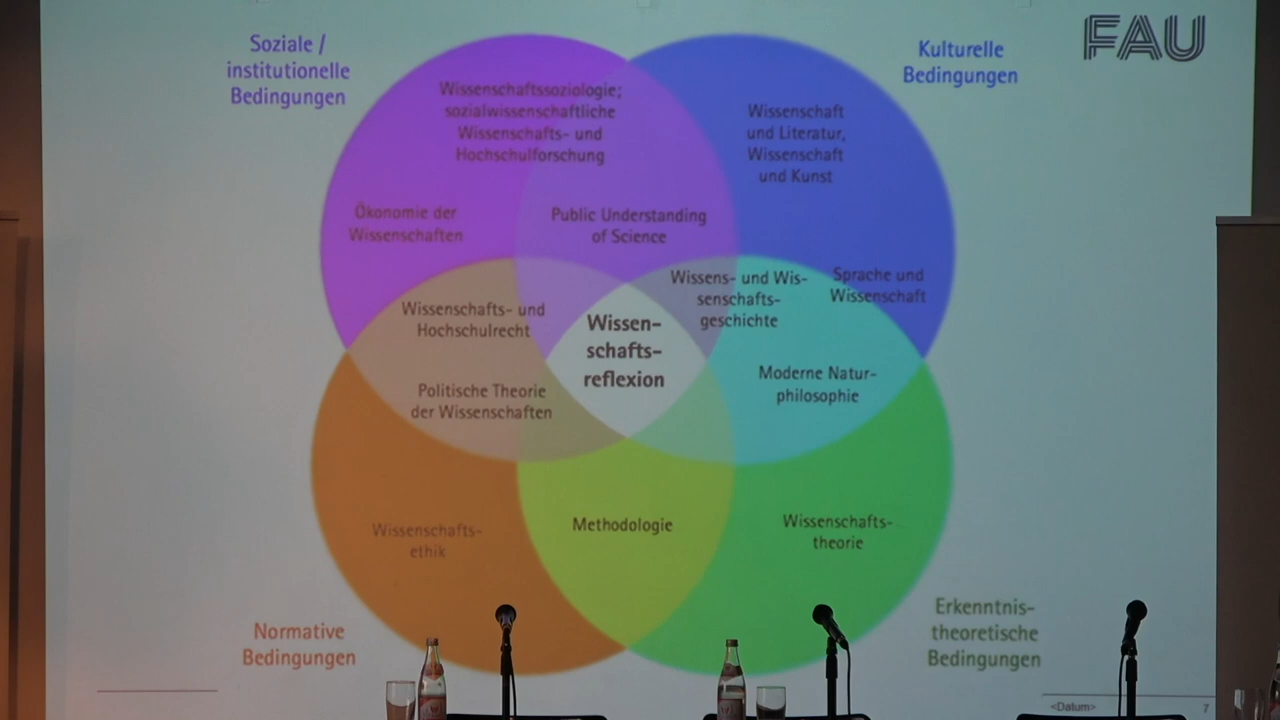 Soziale /
institutionelle
Bedingungen
Kulturelle
Bedingungen
FAU
Wissenschaftssoziologie;
sozialwissenschaftliche
Wissenschafts- und
Hochschulforschung
Wissenschaft
und Literatur,
Wissenschaft
und Kunst
Ökonomie der
Wissenschaften
Public Understanding
of Science
Wissens- und Wis-
senschafts-
geschichte
Sprache und
Wissenschaft
Wissenschafts- und
Hochschulrecht
Wissen-
schafts-
reflexion
Moderne Natur-
philosophie
Politische Theorie
der Wissenschaften
Wissenschafts-
ethik
Methodologie
Wissenschafts-
theorie
Normative
Bedingungen
Erkenntnis-
theoretische
Bedingungen
<Datum>
7